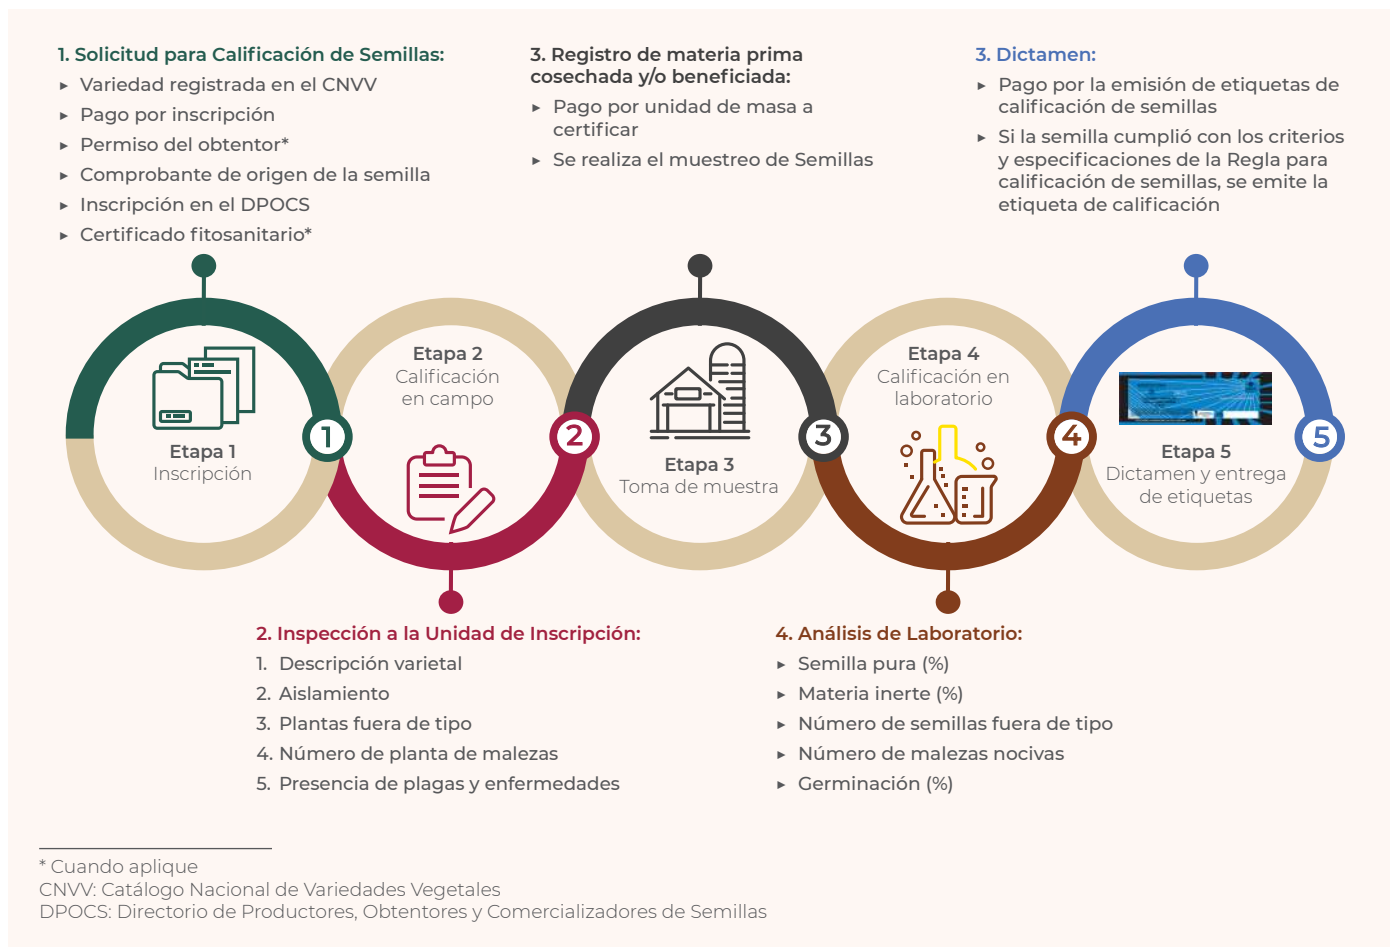 1. Solicitud para Calificación de Semillas:
▸ Variedad registrada en el CNVV
▸ Pago por inscripción
▸ Permiso del obtentor*
▸ Comprobante de origen de la semilla
▸ Inscripción en el DPOCS
▸ Certificado fitosanitario*
3. Registro de materia prima
cosechada y/o beneficiada:
▸ Pago por unidad de masa a
certificar
▸ Se realiza el muestreo de Semillas
3. Dictamen:
▸ Pago por la emisión de etiquetas de
calificación de semillas
▸ Si la semilla cumplió con los criterios
y especificaciones de la Regla para
calificación de semillas, se emite la
etiqueta de calificación
Etapa 1
Inscripción
1
Etapa 2
Calificación
en campo
2
Etapa 3
Toma de muestra
3
Etapa 4
Calificación en
laboratorio
4
Etapa 5
Dictamen y entrega
de etiquetas
5
2. Inspección a la Unidad de Inscripción:
1. Descripción varietal
2. Aislamiento
3. Plantas fuera de tipo
4. Número de planta de malezas
5. Presencia de plagas y enfermedades
4. Análisis de Laboratorio:
▸ Semilla pura (%)
▸ Materia inerte (%)
▸ Número de semillas fuera de tipo
▸ Número de malezas nocivas
▸ Germinación (%)
* Cuando aplique
CNVV: Catálogo Nacional de Variedades Vegetales
DPOCS: Directorio de Productores, Obtentores y Comercializadores de Semillas